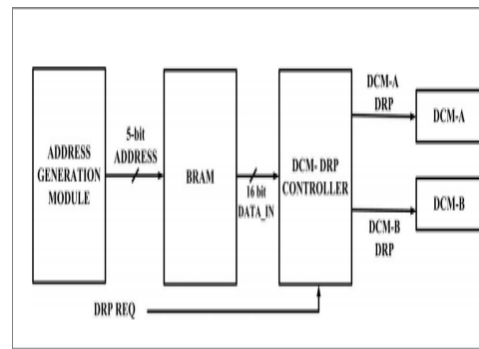 ADDRESS
GENERATION
MODULE
5-bit
ADDRESS
BRAM
16 bit
DATA_IN
DCM- DRP
CONTROLLER
DCM-A
DRP
DCM-A
DCM-B
DCM-B
DRP
DRP REQ